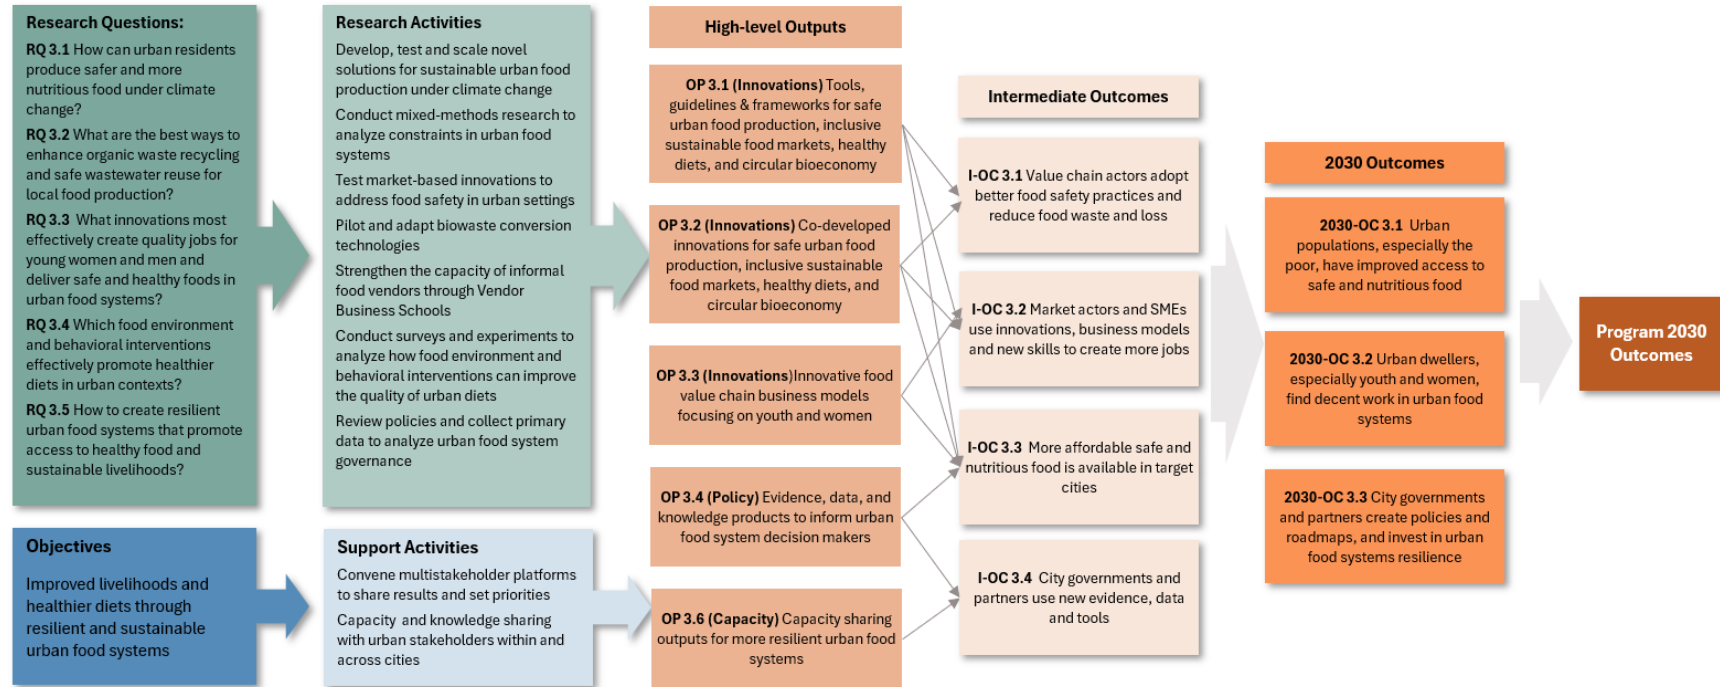 Research Questions:
RQ 3.1 How can urban residents
produce safer and more
nutritious food under climate
change?
RQ 3.2 What are the best ways to
enhance organic waste recycling
and safe wastewater reuse for
local food production?
RQ 3.3 What innovations most
effectively create quality jobs for
young women and men and
deliver safe and healthy foods in
urban food systems?
RQ 3.4 Which food environment
and behavioral interventions
effectively promote healthier
diets in urban contexts?
RQ 3.5 How to create resilient
urban food systems that promote
access to healthy food and
sustainable livelihoods?
Objectives
Improved livelihoods and
healthier diets through
resilient and sustainable
urban food systems
Research Activities
Develop, test and scale novel
solutions for sustainable urban food
production under climate change
Conduct mixed-methods research to
analyze constraints in urban food
systems
Test market-based innovations to
address food safety in urban settings
Pilot and adapt biowaste conversion
technologies
Strengthen the capacity of informal
food vendors through Vendor
Business Schools
Conduct surveys and experiments to
analyze how food environment and
behavioral interventions can improve
the quality of urban diets
Review policies and collect primary
data to analyze urban food system
governance
Support Activities
Convene multistakeholder platforms
to share results and set priorities
Capacity and knowledge sharing
with urban stakeholders within and
across cities
High-level Outputs
OP 3.1 (Innovations) Tools,
guidelines & frameworks for safe
urban food production, inclusive
sustainable food markets, healthy
diets, and circular bioeconomy
OP 3.2 (Innovations) Co-developed
innovations for safe urban food
production, inclusive sustainable
food markets, healthy diets, and
circular bioeconomy
OP 3.3 (Innovations)Innovative food
value chain business models
focusing on youth and women
OP 3.4 (Policy) Evidence, data, and
knowledge products to inform urban
food system decision makers
OP 3.6 (Capacity) Capacity sharing
outputs for more resilient urban food
systems
Intermediate Outcomes
I-OC 3.1 Value chain actors adopt
better food safety practices and
reduce food waste and loss
I-OC 3.2 Market actors and SMEs
use innovations, business models
and new skills to create more jobs
I-OC 3.3 More affordable safe and
nutritious food is available in target
cities
I-OC 3.4 City governments and
partners use new evidence, data
and tools
2030 Outcomes
2030-OC 3.1 Urban
populations, especially the
poor, have improved access to
safe and nutritious food
2030-OC 3.2 Urban dwellers,
especially youth and women,
find decent work in urban food
systems
2030-OC 3.3 City governments
and partners create policies and
roadmaps, and invest in urban
food systems resilience
Program 2030
Outcomes